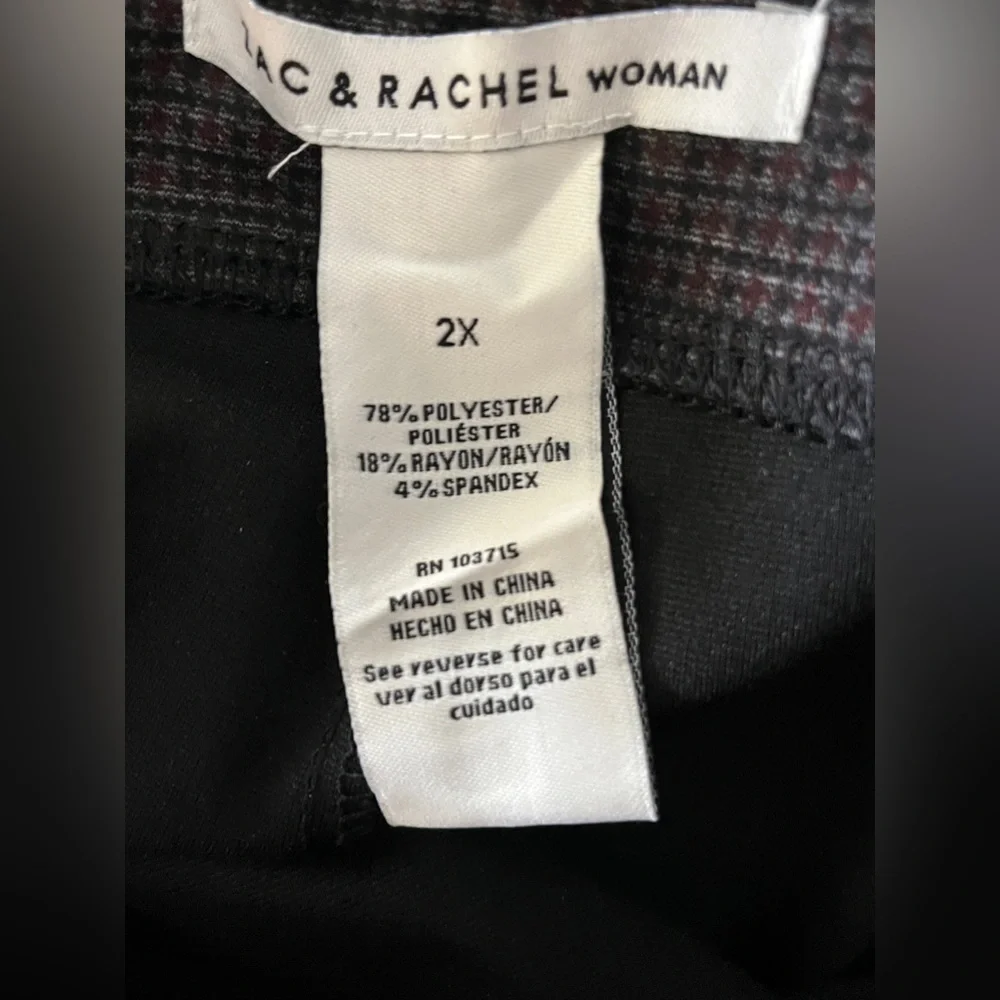 ZAC & RACHEL WOMAN
2X
78% POLYESTER/
POLIÉSTER
18% RAYON/RAYÓN
4% SPANDEX
RN 103715
MADE IN CHINA
HECHO EN CHINA
See reverse for care
ver al dorso para el
cuidado